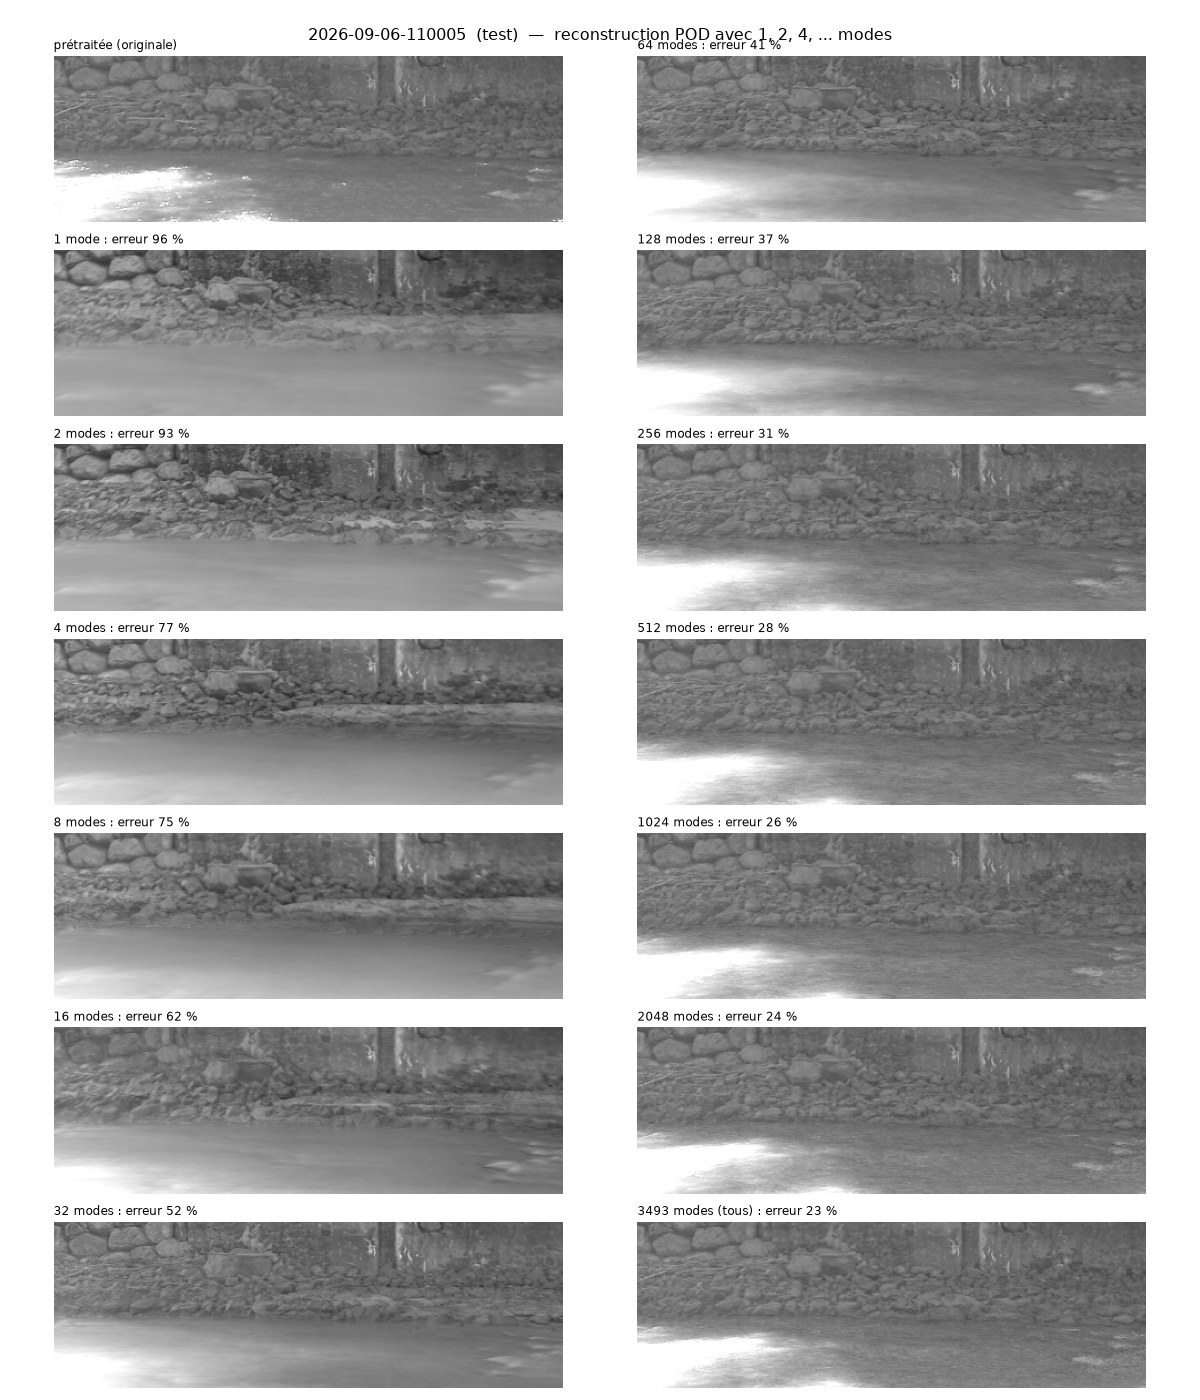 2026-09-06-110005  (test)  —  reconstruction POD avec 1, 2, 4, ... modes
prétraitée (originale)
1 mode : erreur 96 %
2 modes : erreur 93 %
4 modes : erreur 77 %
8 modes : erreur 75 %
16 modes : erreur 62 %
32 modes : erreur 52 %
64 modes : erreur 41 %
128 modes : erreur 37 %
256 modes : erreur 31 %
512 modes : erreur 28 %
1024 modes : erreur 26 %
2048 modes : erreur 24 %
3493 modes (tous) : erreur 23 %